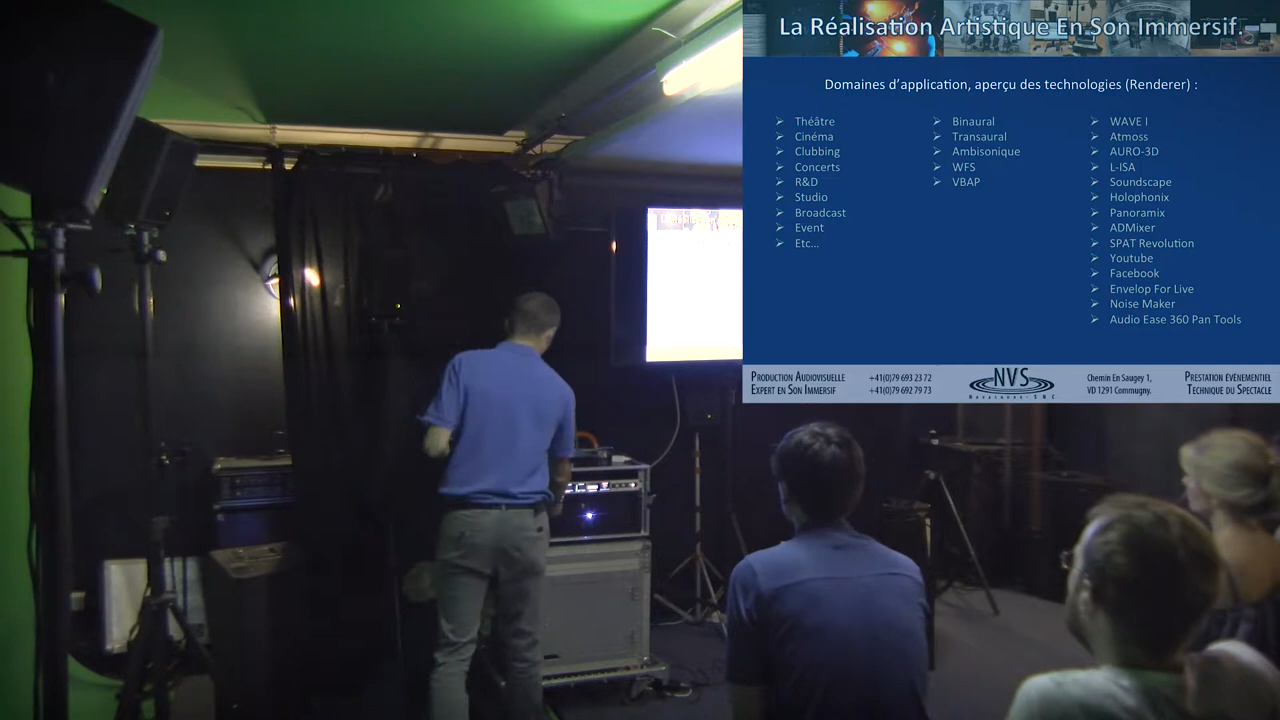 La Réalisation Artistique En Son Immersif.
Domaines d'application, aperçu des technologies (Renderer) :
Théâtre
Cinéma
Clubbing
Concerts
R&D
Studio
Broadcast
Event
Etc...
Binaural
Transaural
Ambisonique
WFS
VBAP
WAVE I
Atmoss
AURO-3D
L-ISA
Soundscape
Holophonix
Panoramix
ADMixer
SPAT Revolution
Youtube
Facebook
Envelop For Live
Noise Maker
Audio Ease 360 Pan Tools
Production Audiovisuelle
Expert en Son Immersif
+41(0)79 693 23 72
+41(0)79 692 79 73
NVS
Chemin En Saugey 1,
VD 1291 Commugny.
Prestation événementiel
Technique du Spectacle